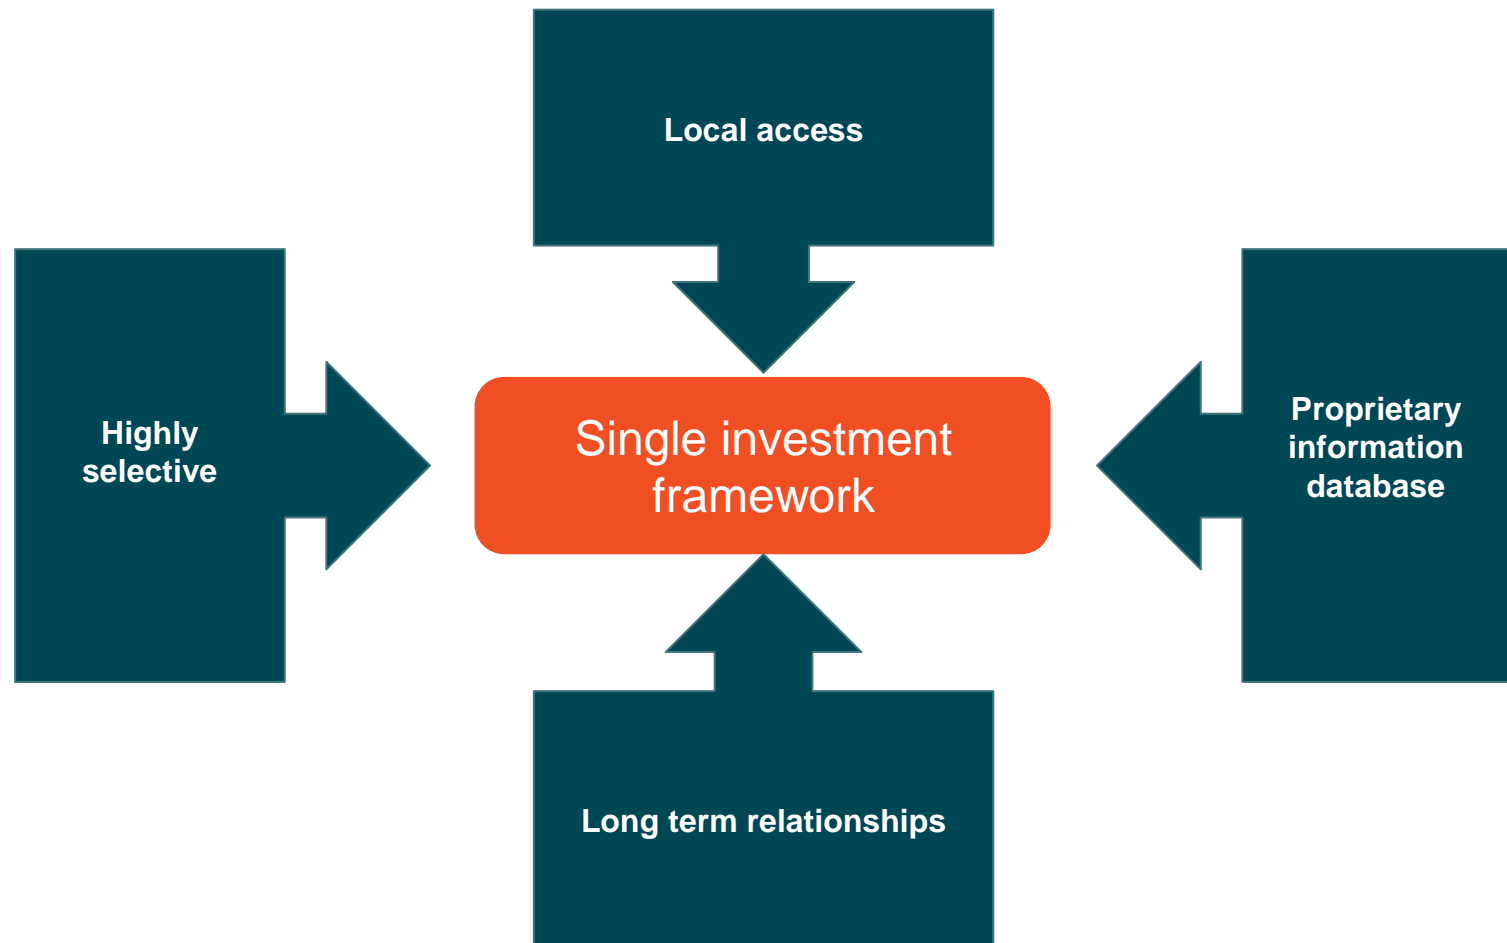 Local access
Highly
selective
Single investment
framework
Proprietary
information
database
Long term relationships